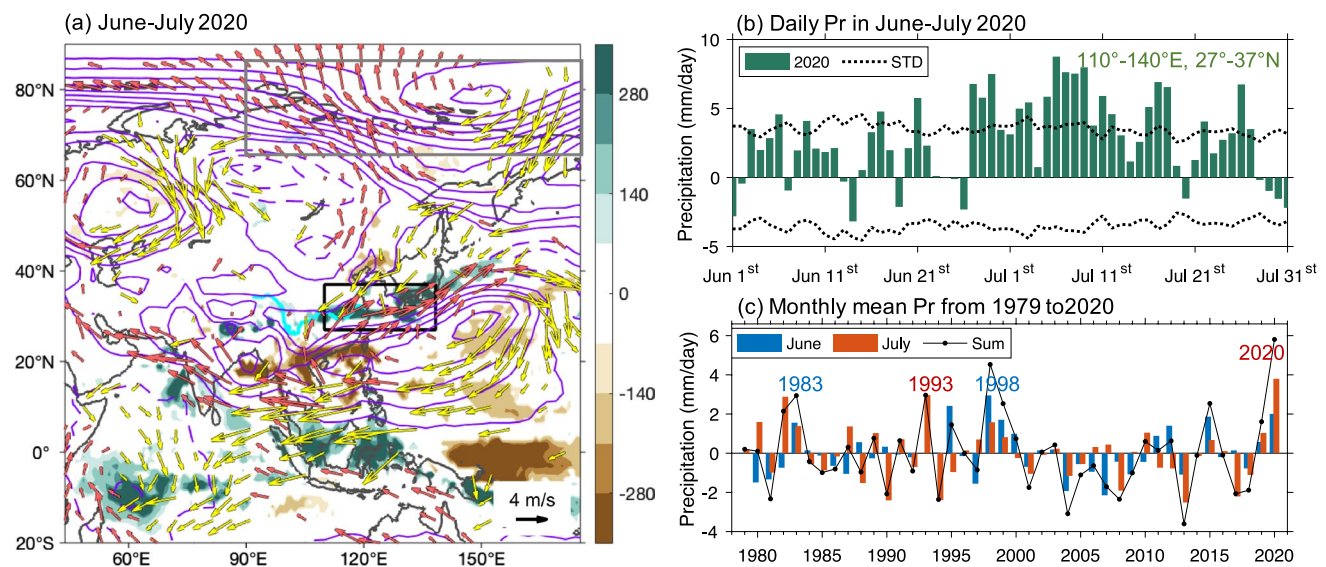 (a) June-July 2020
80°N
60°N
40°N
20°N
0°
20°S
60°E
90°E
120°E
150°E
4 m/s
280
140
0
-140
-280
(b) Daily Pr in June-July 2020
Precipitation (mm/day)
10
5
0
-5
2020
STD
110°-140°E, 27°-37°N
Jun 1st
Jun 11st
Jun 21st
Jul 1st
Jul 11st
Jul 21st
Jul 31st
(c) Monthly mean Pr from 1979 to2020
Precipitation (mm/day)
6
4
2
0
-2
-4
June
July
Sum
1983
1993
1998
2020
1980
1985
1990
1995
2000
2005
2010
2015
2020